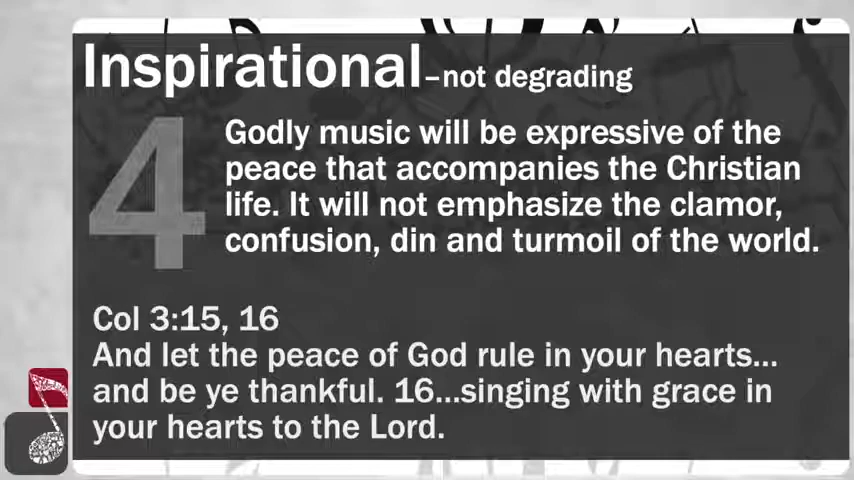 Inspirational–not degrading
4
Godly music will be expressive of the
peace that accompanies the Christian
life. It will not emphasize the clamor,
confusion, din and turmoil of the world.
Col 3:15, 16
And let the peace of God rule in your hearts...
and be ye thankful. 16...singing with grace in
your hearts to the Lord.